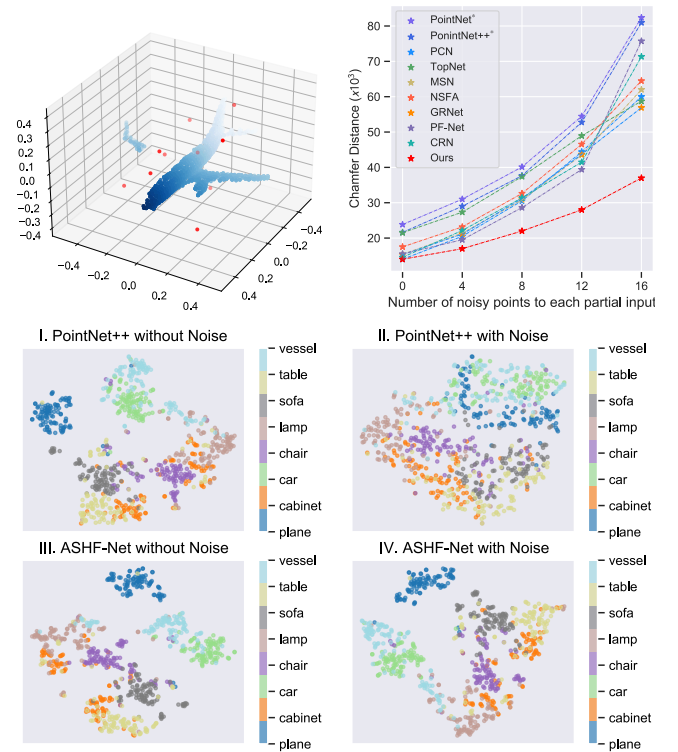 0.4
0.3
0.2
0.1
0.0
−0.1
−0.2
−0.3
−0.4
−0.4
−0.2
0.0
0.2
0.4
−0.4
−0.2
0.0
0.2
0.4
80
70
60
50
40
30
20
Chamfer Distance (x10³)
PointNet*
PonintNet++*
PCN
TopNet
MSN
NSFA
GRNet
PF-Net
CRN
Ours
0 4 8 12 16
Number of noisy points to each partial input
I. PointNet++ without Noise
vessel
table
sofa
lamp
chair
car
cabinet
plane
II. PointNet++ with Noise
vessel
table
sofa
lamp
chair
car
cabinet
plane
III. ASHF-Net without Noise
vessel
table
sofa
lamp
chair
car
cabinet
plane
IV. ASHF-Net with Noise
vessel
table
sofa
lamp
chair
car
cabinet
plane